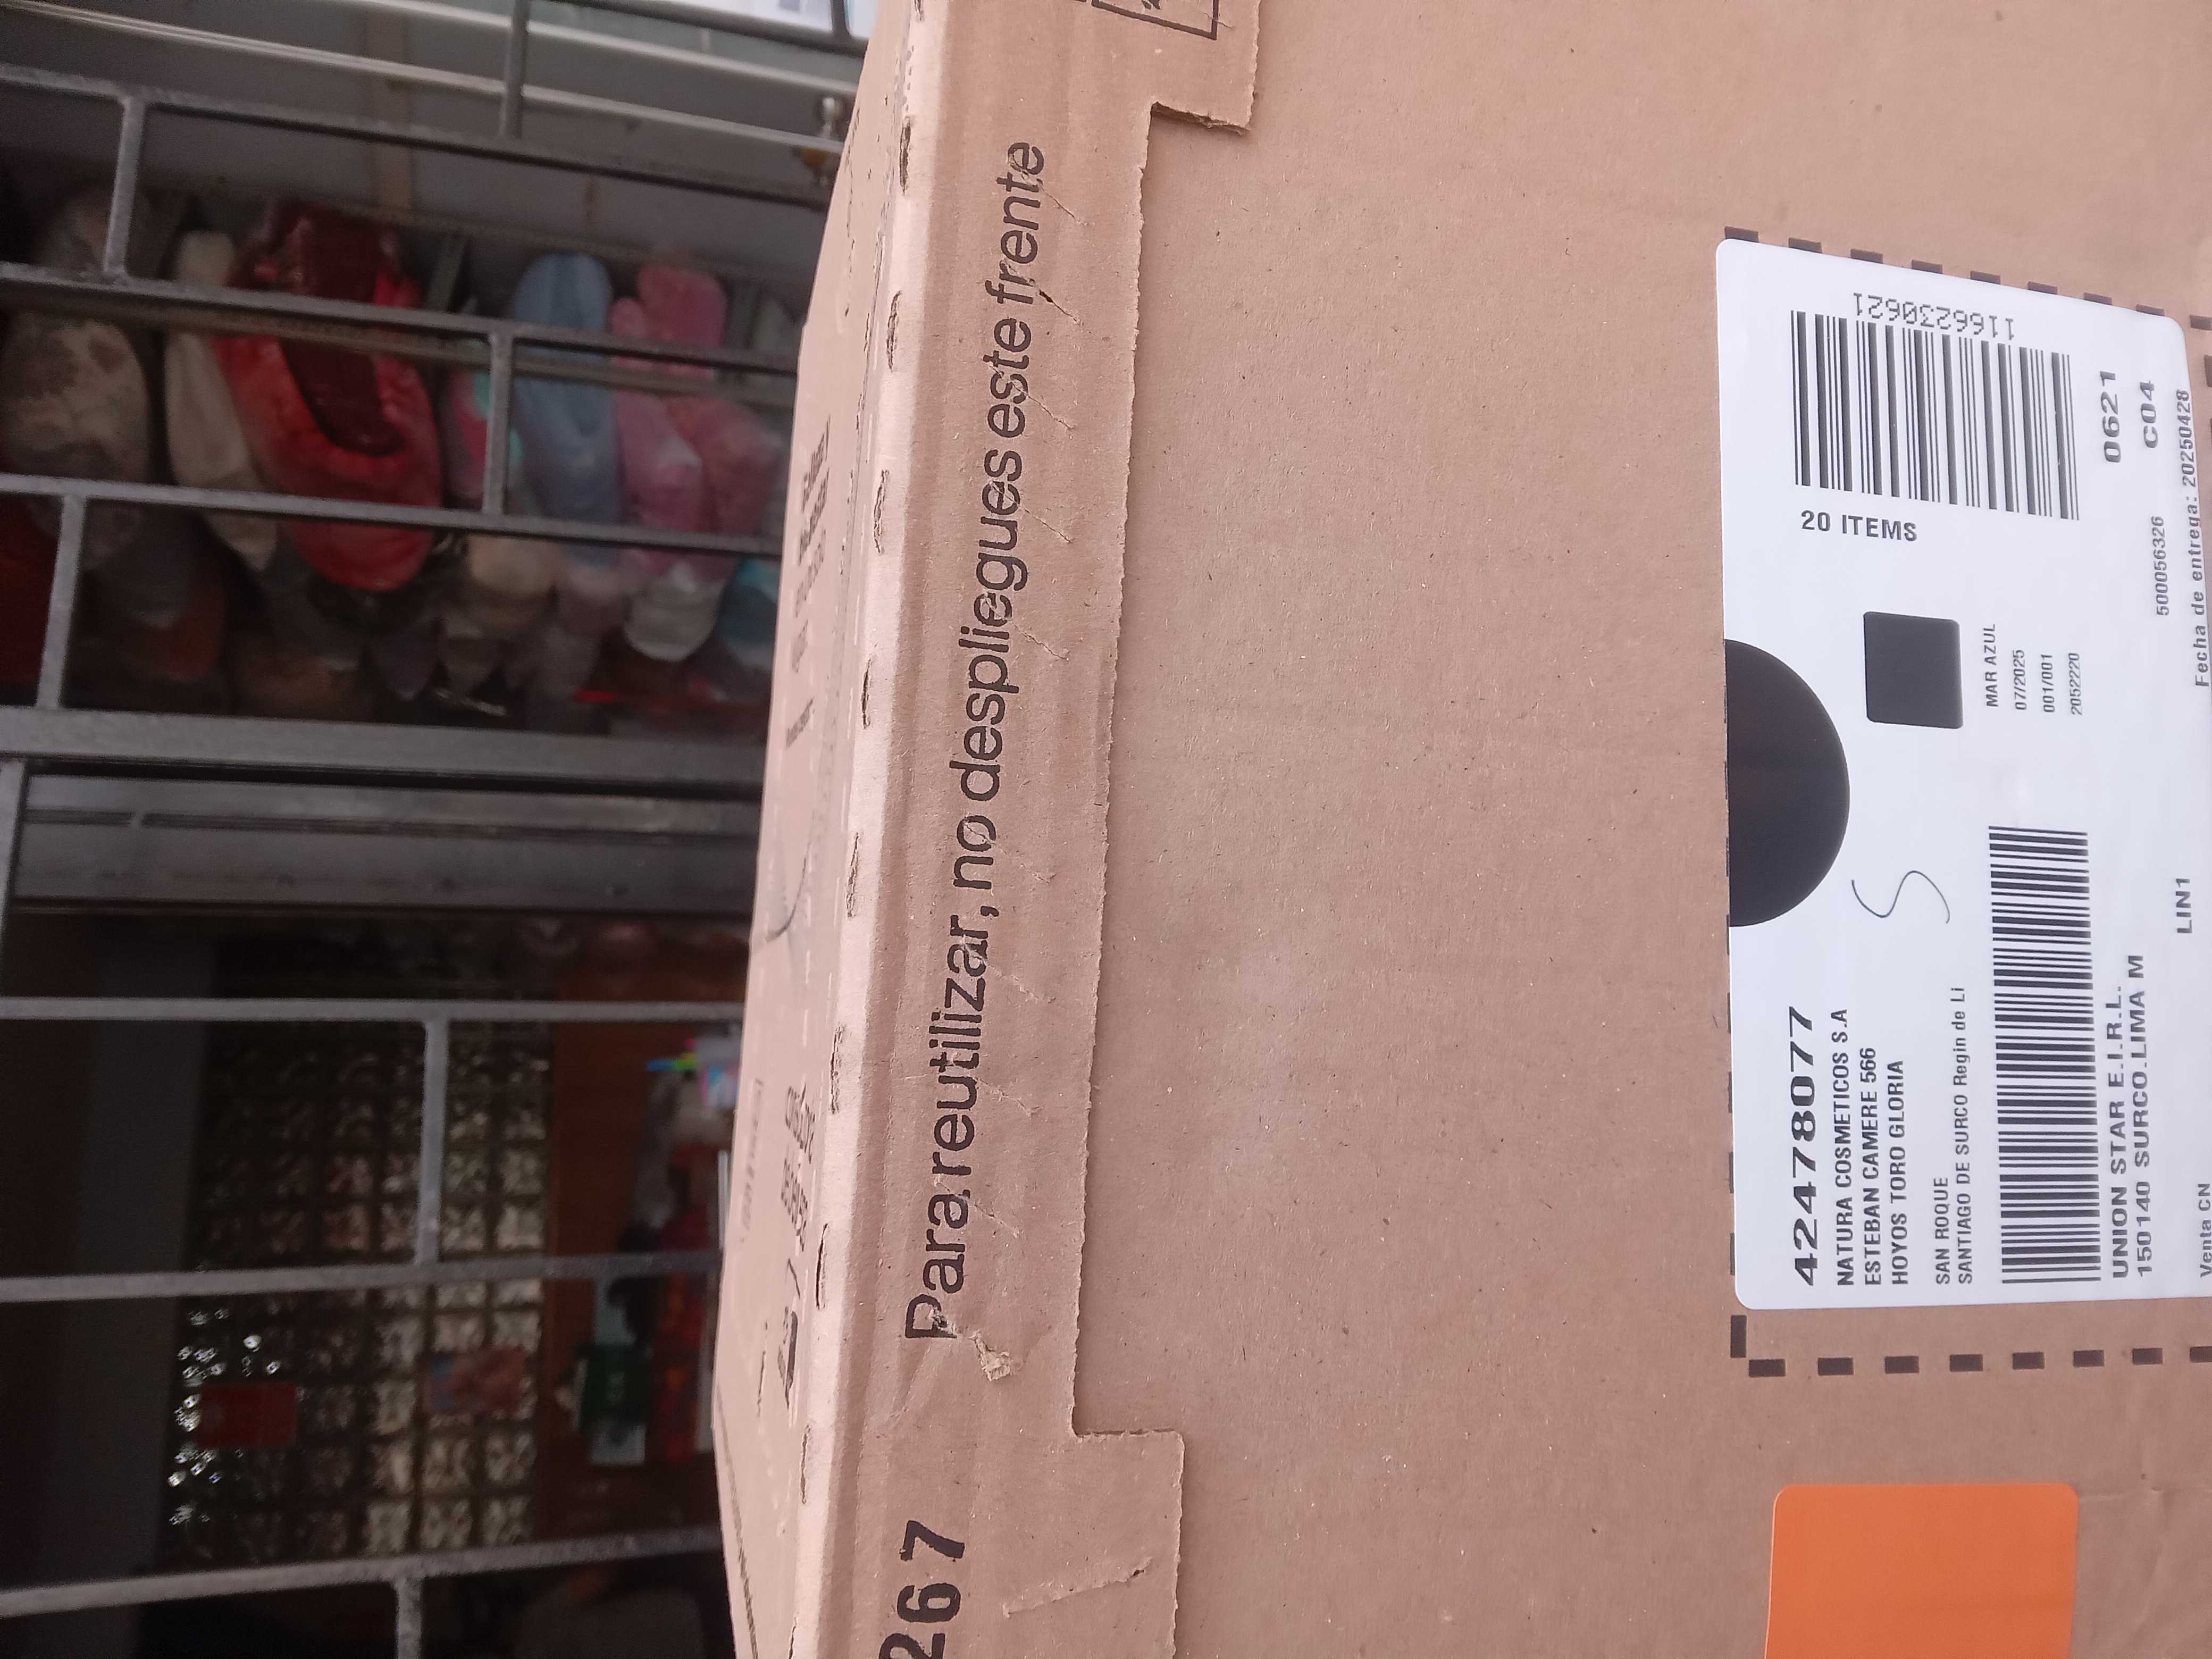 Para reutilizar, no despliegues este frente
267
424778077
NATURA COSMETICOS S.A
ESTEBAN CAMERE 566
HOYOS TORO GLORIA
SAN ROQUE
SANTIAGO DE SURCO Regin de Li
UNION STAR E.I.R.L.
150140 SURCO.LIMA M
LIN1
Venta CN
20 ITEMS
1166230621
MAR AZUL
07/2025
001/001
2052220
0621
C04
500056326
Fecha de entrega: 20250428